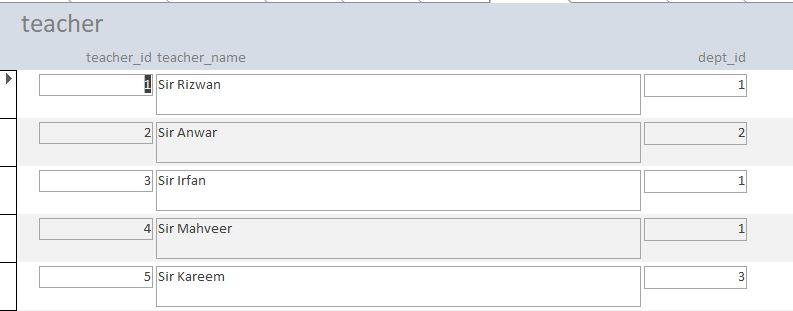 teacher
teacher_id teacher_name dept_id
1 Sir Rizwan 1
2 Sir Anwar 2
3 Sir Irfan 1
4 Sir Mahveer 1
5 Sir Kareem 3